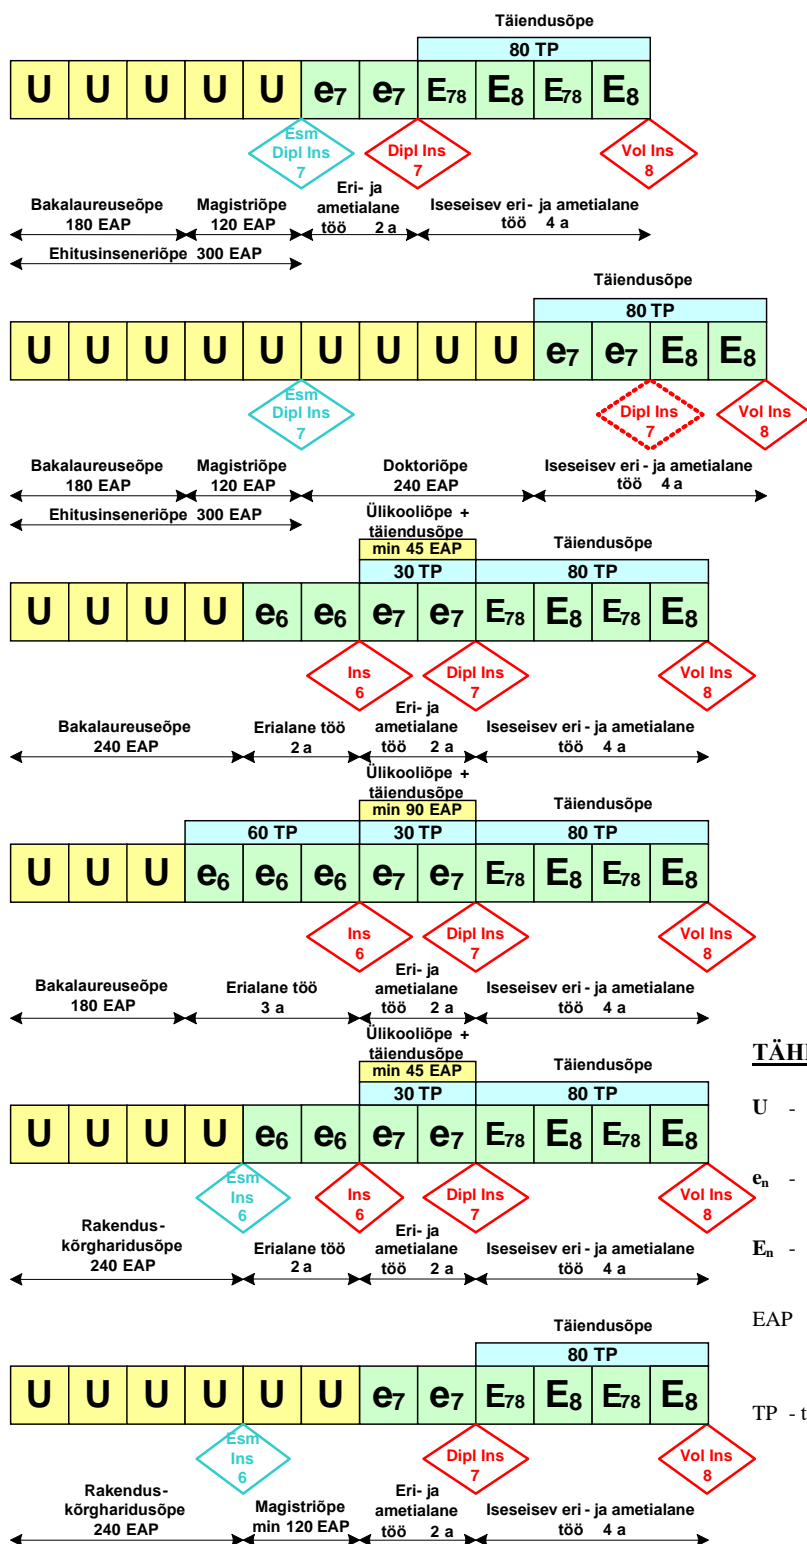 Täiendusõpe
80 TP
U U U U U e7 e7 E78 E8 E78 E8
Esm
Dipl Ins
7
Dipl Ins
7
Vol Ins
8
Bakalaureuseõpe
180 EAP
Magistriõpe
120 EAP
Eri- ja
ametialane
töö 2 a
Iseseisev eri - ja ametialane
töö 4 a
Ehitusinseneriõpe 300 EAP
Täiendusõpe
80 TP
U U U U U U U U U e7 e7 E8 E8
Esm
Dipl Ins
7
Dipl Ins
7
Vol Ins
8
Bakalaureuseõpe
180 EAP
Magistriõpe
120 EAP
Doktoriõpe
240 EAP
Iseseisev eri - ja ametialane
töö 4 a
Ehitusinseneriõpe 300 EAP
Ülikooliõpe +
täiendusõpe
min 45 EAP
30 TP
Täiendusõpe
80 TP
U U U U e6 e6 e7 e7 E78 E8 E78 E8
Ins
6
Dipl Ins
7
Vol Ins
8
Bakalaureuseõpe
240 EAP
Erialane töö
2 a
Eri- ja
ametialane
töö 2 a
Iseseisev eri - ja ametialane
töö 4 a
Ülikooliõpe +
täiendusõpe
min 90 EAP
60 TP
30 TP
Täiendusõpe
80 TP
U U U e6 e6 e6 e7 e7 E78 E8 E78 E8
Ins
6
Dipl Ins
7
Vol Ins
8
Bakalaureuseõpe
180 EAP
Erialane töö
3 a
Eri- ja
ametialane
töö 2 a
Iseseisev eri - ja ametialane
töö 4 a
Ülikooliõpe +
täiendusõpe
min 45 EAP
30 TP
Täiendusõpe
80 TP
U U U U e6 e6 e7 e7 E78 E8 E78 E8
Esm
Ins
6
Ins
6
Dipl Ins
7
Vol Ins
8
Rakendus-
kõrgharidusõpe
240 EAP
Erialane töö
2 a
Eri- ja
ametialane
töö 2 a
Iseseisev eri - ja ametialane
töö 4 a
Täiendusõpe
80 TP
U U U U U U e7 e7 E78 E8 E78 E8
Esm
Ins
6
Dipl Ins
7
Vol Ins
8
Rakendus-
kõrgharidusõpe
240 EAP
Magistriõpe
min 120 EAP
Eri- ja
ametialane
töö 2 a
Iseseisev eri - ja ametialane
töö 4 a
TÄH
U -
en -
En -
EAP
TP - t